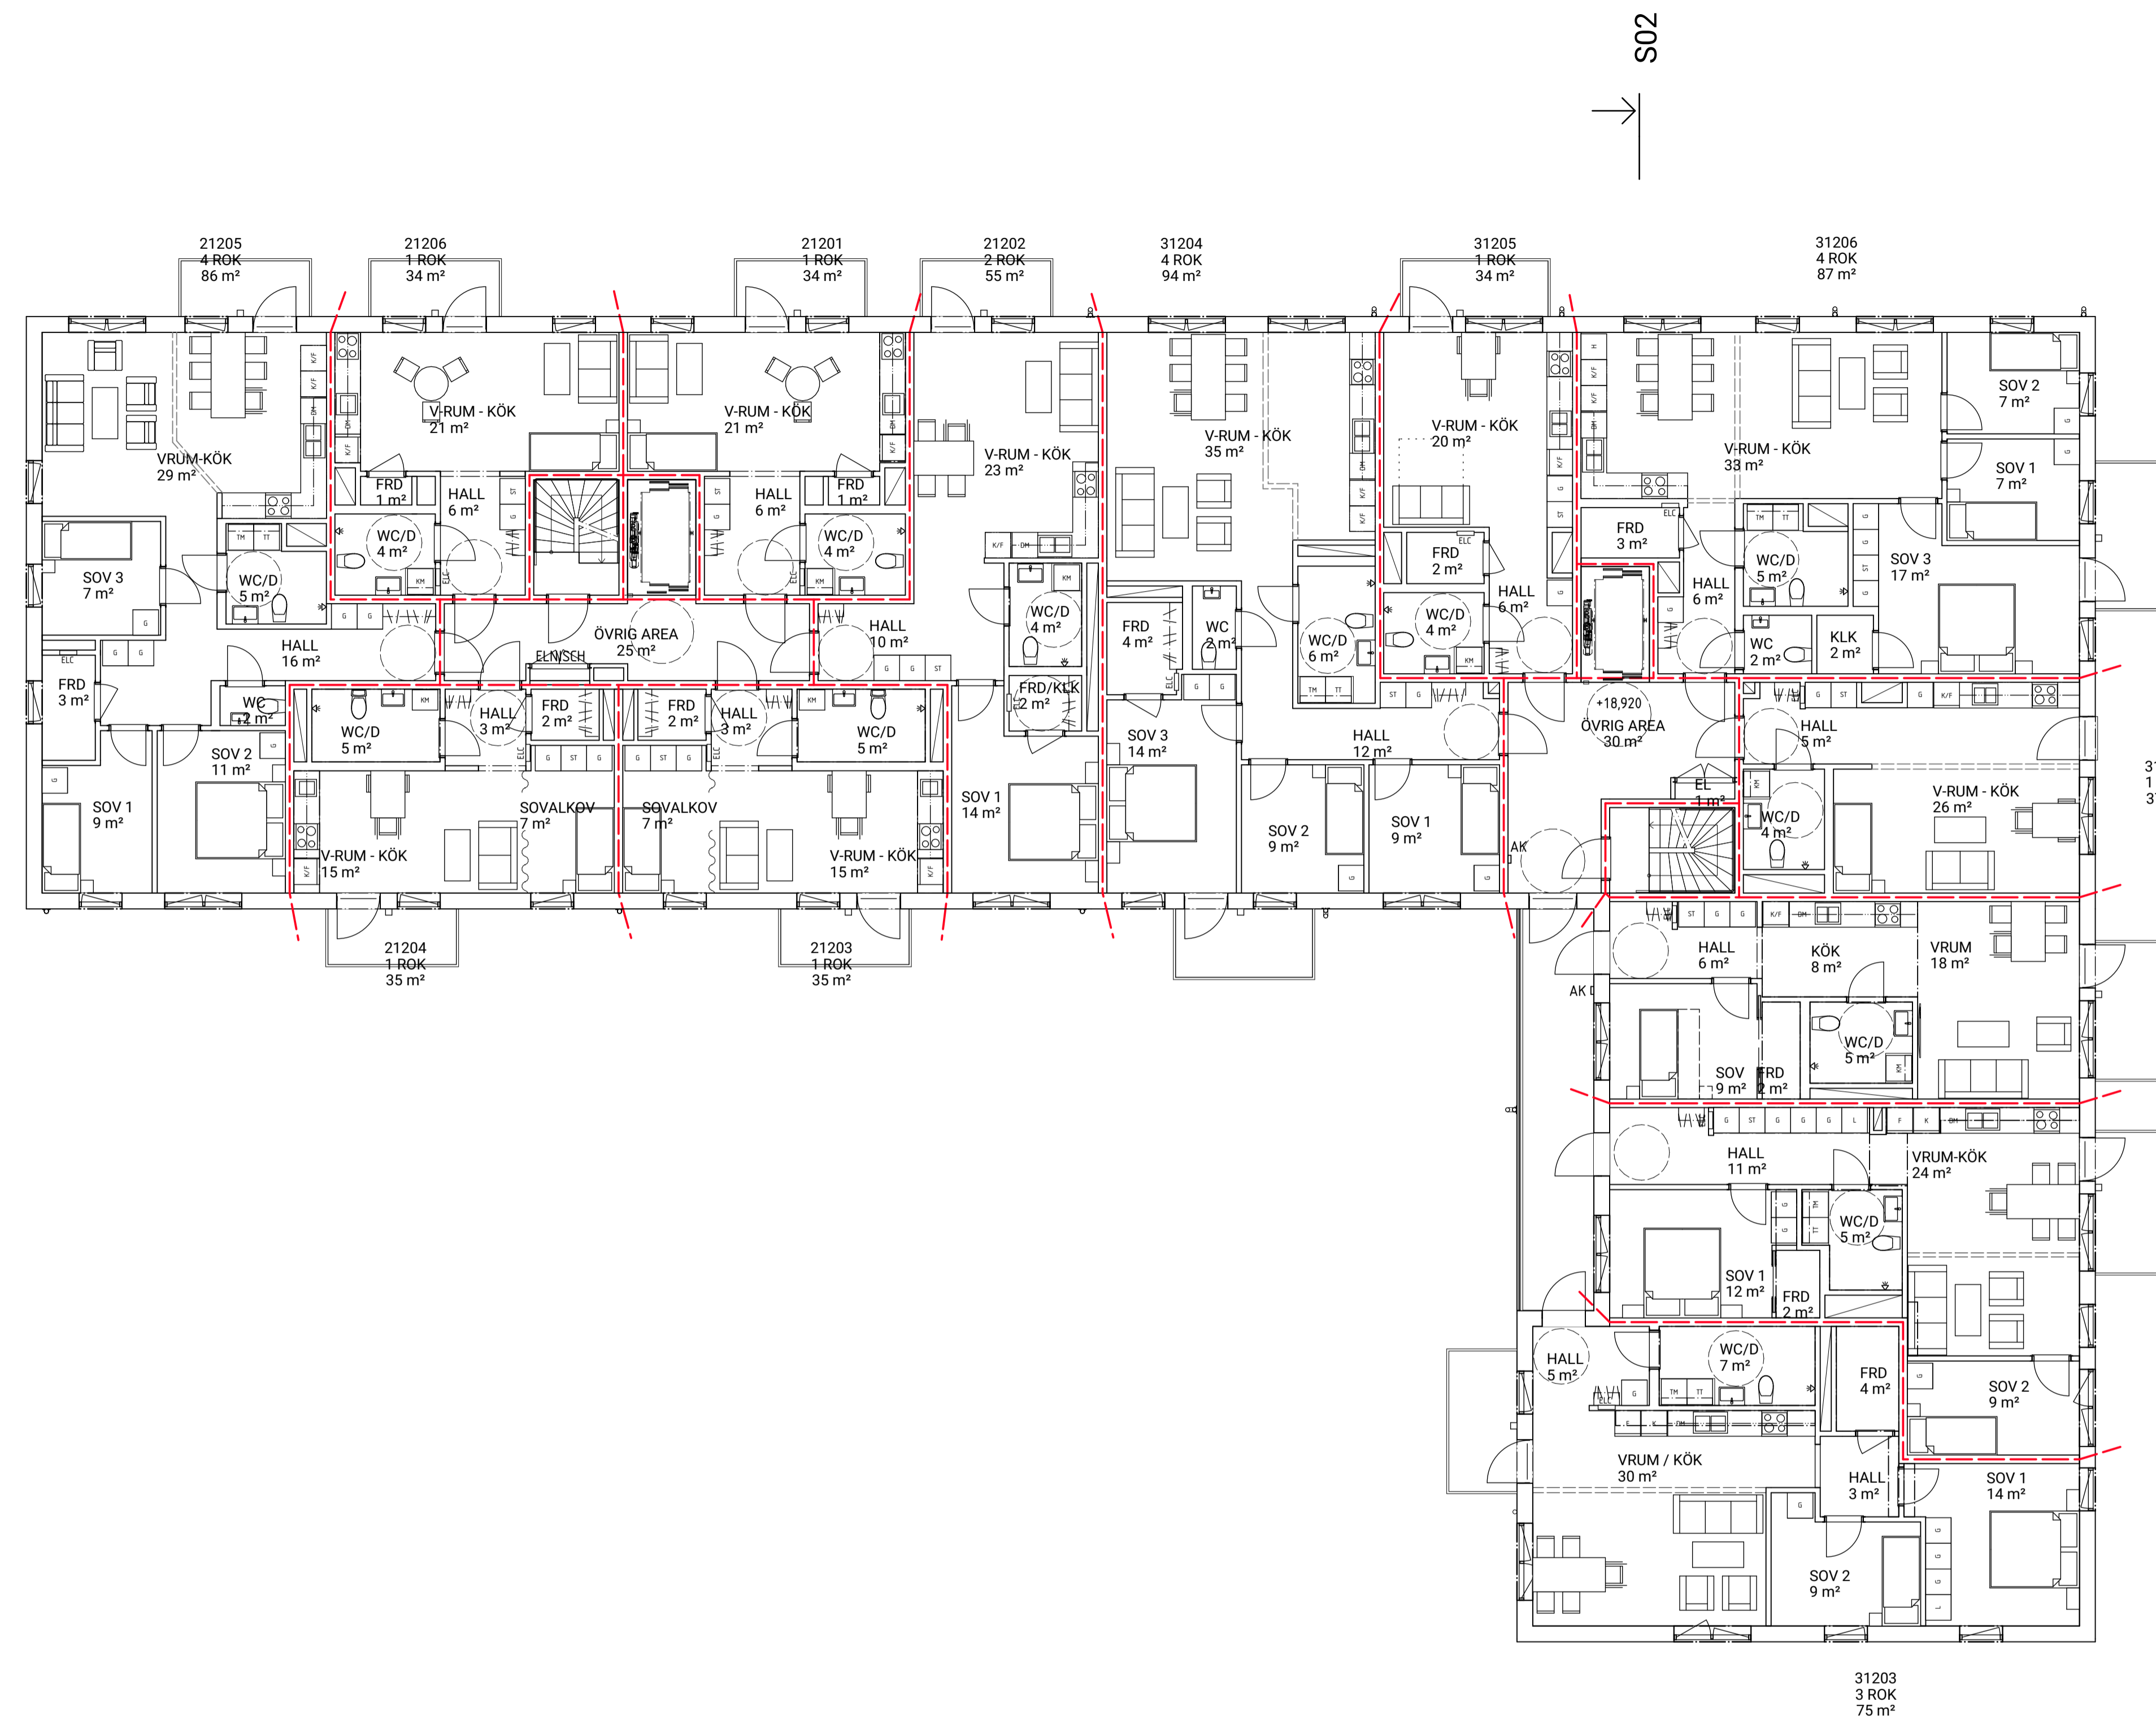 S02
21205
4 ROK
86 m²
21206
1 ROK
34 m²
21201
1 ROK
34 m²
21202
2 ROK
55 m²
31204
4 ROK
94 m²
31205
1 ROK
34 m²
31206
4 ROK
87 m²
VRUM-KÖK
29 m²
V-RUM - KÖK
21 m²
V-RUM - KÖK
21 m²
V-RUM - KÖK
23 m²
V-RUM - KÖK
35 m²
V-RUM - KÖK
20 m²
V-RUM - KÖK
33 m²
SOV 2
7 m²
SOV 1
7 m²
FRD
1 m²
HALL
6 m²
HALL
6 m²
FRD
1 m²
WC/D
4 m²
WC/D
4 m²
SOV 3
7 m²
WC/D
5 m²
WC/D
4 m²
FRD
4 m²
WC
2 m²
WC/D
6 m²
FRD
2 m²
WC/D
4 m²
HALL
6 m²
FRD
3 m²
HALL
6 m²
WC/D
5 m²
SOV 3
17 m²
WC
2 m²
KLK
2 m²
HALL
16 m²
ÖVRIG AREA
25 m²
ELN/SCH
HALL
10 m²
FRD
3 m²
WC
2 m²
WC/D
5 m²
HALL
3 m²
FRD
2 m²
FRD
2 m²
HALL
3 m²
WC/D
5 m²
FRD/KLK
2 m²
SOV 3
14 m²
HALL
12 m²
+18,920
ÖVRIG AREA
30 m²
HALL
5 m²
EL
1 m²
SOV 1
9 m²
SOV 2
11 m²
V-RUM - KÖK
15 m²
SOVALKOV
7 m²
SOVALKOV
7 m²
V-RUM - KÖK
15 m²
SOV 1
14 m²
SOV 2
9 m²
SOV 1
9 m²
AK
WC/D
4 m²
V-RUM - KÖK
26 m²
21204
1 ROK
35 m²
21203
1 ROK
35 m²
HALL
6 m²
KÖK
8 m²
VRUM
18 m²
AK
SOV
9 m²
FRD
2 m²
WC/D
5 m²
HALL
11 m²
VRUM-KÖK
24 m²
WC/D
5 m²
SOV 1
12 m²
FRD
2 m²
HALL
5 m²
WC/D
7 m²
FRD
4 m²
SOV 2
9 m²
VRUM / KÖK
30 m²
HALL
3 m²
SOV 1
14 m²
SOV 2
9 m²
31203
3 ROK
75 m²